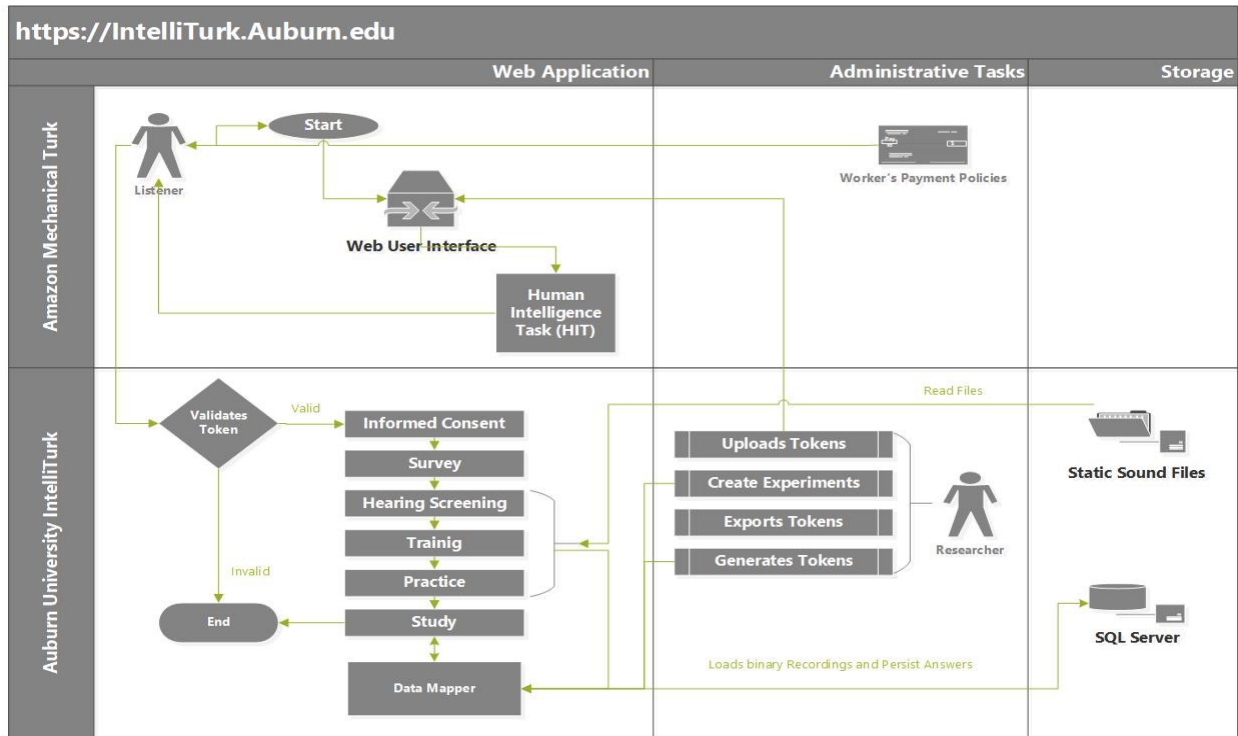 https://IntelliTurk.Auburn.edu
Web Application
Administrative Tasks
Storage
Amazon Mechanical Turk
Start
Listener
Pay
$
Worker's Payment Policies
Web User Interface
Human
Intelligence
Task (HIT)
Auburn University IntelliTurk
Validates
Token
Valid
Invalid
End
Informed Consent
Survey
Hearing Screening
Trainig
Practice
Study
Data Mapper
Read Files
Uploads Tokens
Create Experiments
Exports Tokens
Generates Tokens
Researcher
Static Sound Files
SQL Server
Loads binary Recordings and Persist Answers